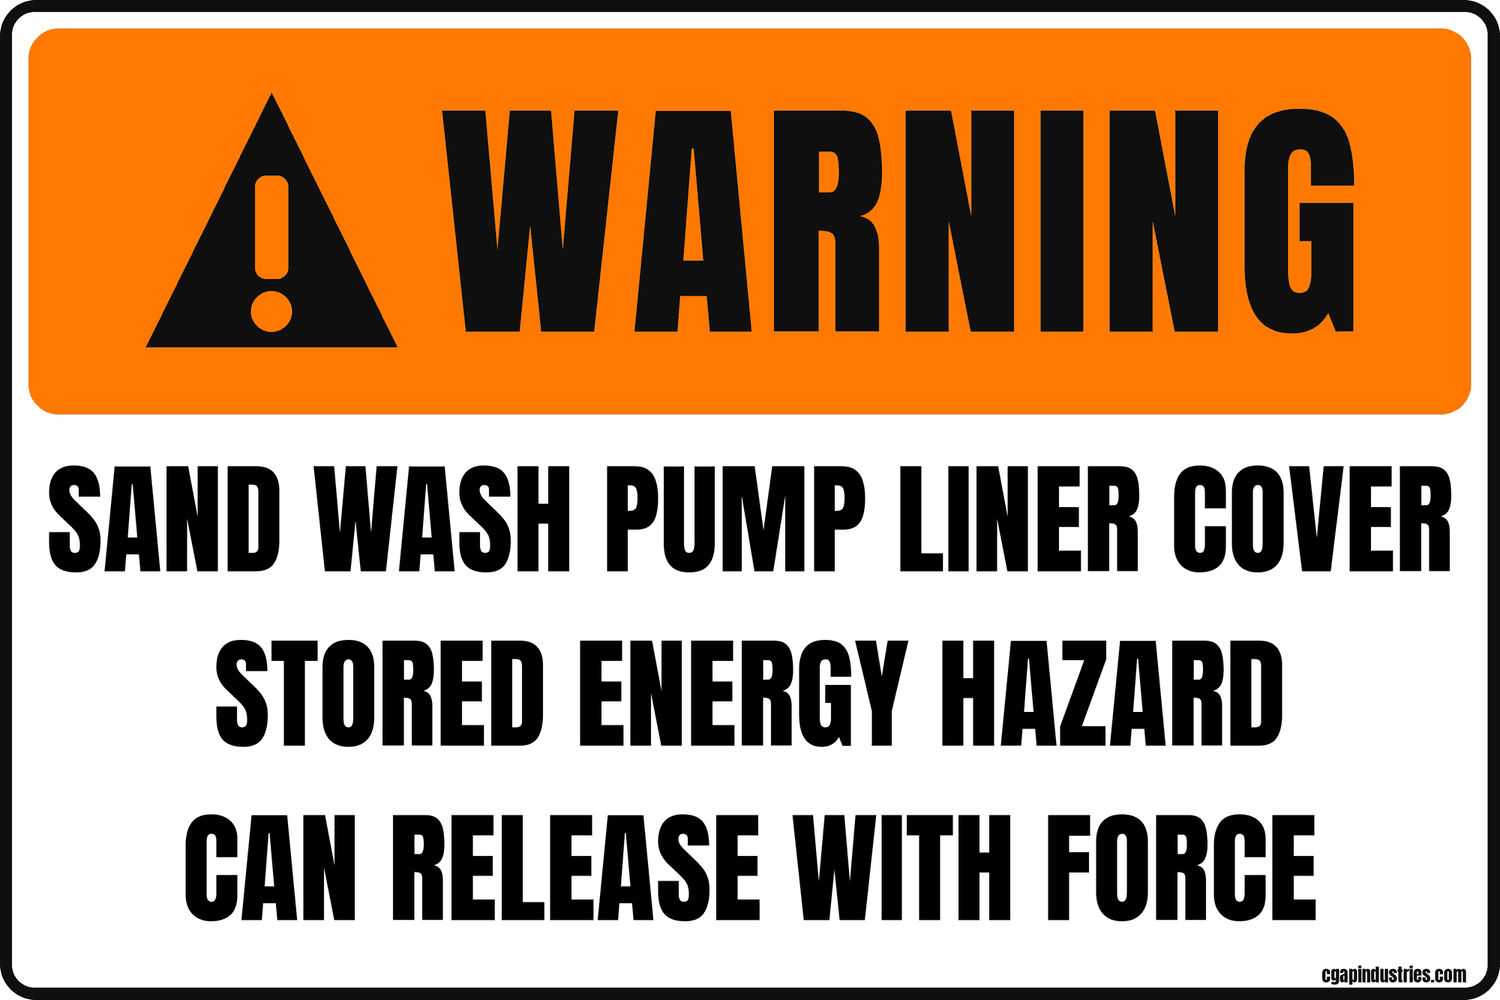 WARNING
SAND WASH PUMP LINER COVER
STORED ENERGY HAZARD
CAN RELEASE WITH FORCE
cgapindustries.com